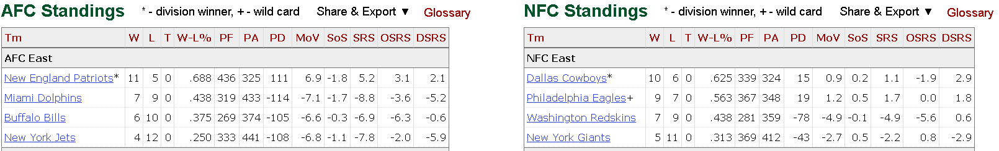 AFC Standings * - division winner, + - wild card Share & Export ▼ Glossary
Tm W L T W-L% PF PA PD MoV SoS SRS OSRS DSRS
AFC East
New England Patriots* 11 5 0 .688 436 325 111 6.9 -1.8 5.2 3.1 2.1
Miami Dolphins 7 9 0 .438 319 433 -114 -7.1 -1.7 -8.8 -3.6 -5.2
Buffalo Bills 6 10 0 .375 269 374 -105 -6.6 -0.3 -6.9 -6.3 -0.6
New York Jets 4 12 0 .250 333 441 -108 -6.8 -1.1 -7.8 -2.0 -5.9
NFC Standings * - division winner, + - wild card Share & Export ▼ Glossary
Tm W L T W-L% PF PA PD MoV SoS SRS OSRS DSRS
NFC East
Dallas Cowboys* 10 6 0 .625 339 324 15 0.9 0.2 1.1 -1.9 2.9
Philadelphia Eagles+ 9 7 0 .563 367 348 19 1.2 0.5 1.7 0.0 1.8
Washington Redskins 7 9 0 .438 281 359 -78 -4.9 -0.1 -4.9 -5.6 0.6
New York Giants 5 11 0 .313 369 412 -43 -2.7 0.5 -2.2 0.8 -2.9